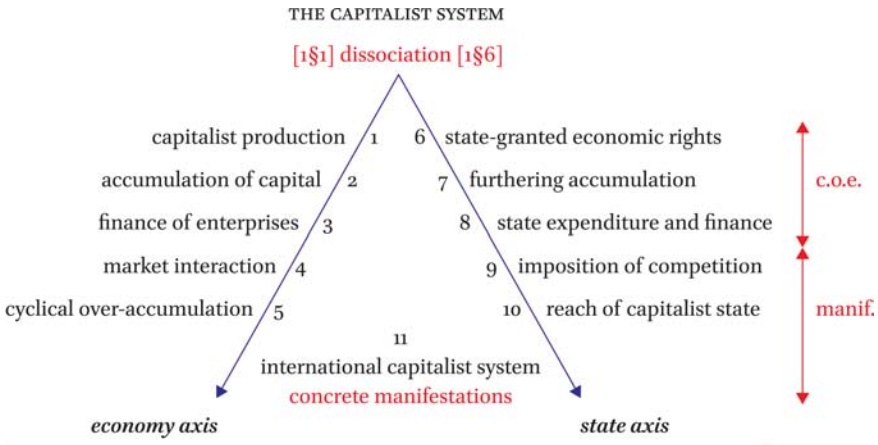 THE CAPITALIST SYSTEM
[1§1] dissociation [1§6]
capitalist production 1 6 state-granted economic rights
accumulation of capital 2 7 furthering accumulation
c.o.e.
finance of enterprises 3 8 state expenditure and finance
market interaction 4 9 imposition of competition
cyclical over-accumulation 5 10 reach of capitalist state
manif.
11
international capitalist system
concrete manifestations
economy axis state axis